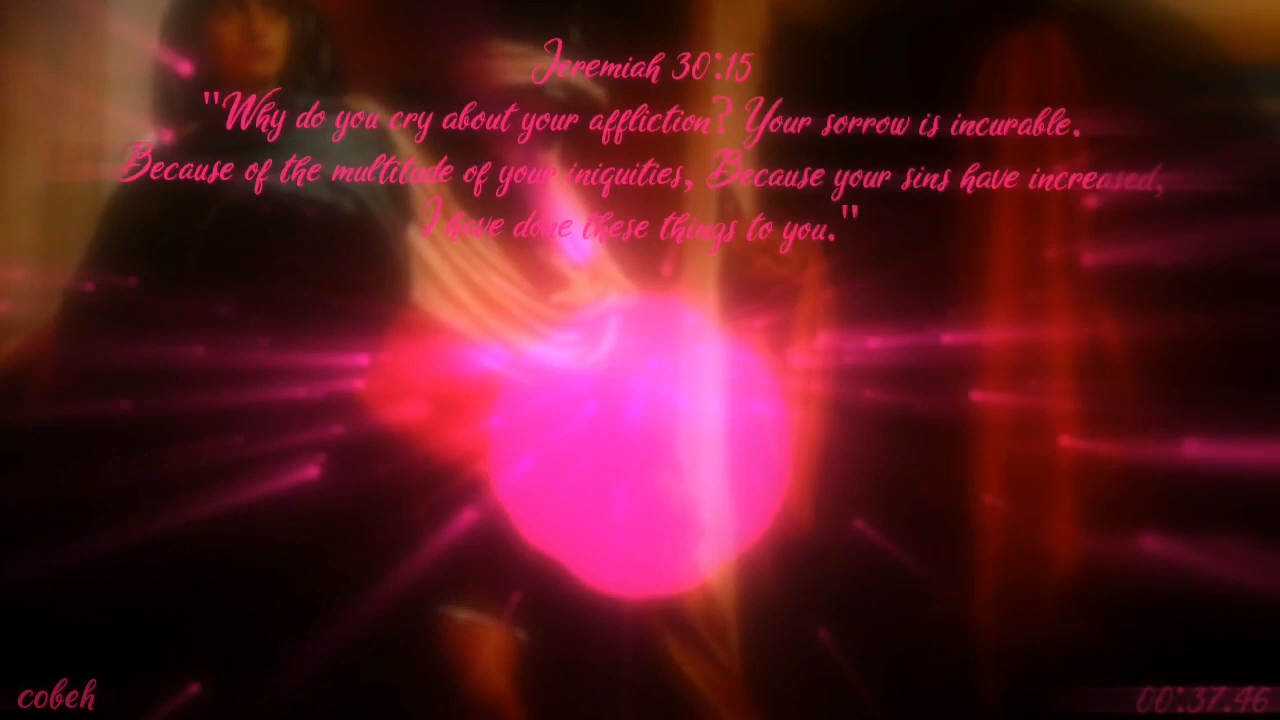 Jeremiah 30:15
"Why do you cry about your affliction? Your sorrow is incurable.
Because of the multitude of your iniquities, Because your sins have increased,
I have done these things to you."
cobeh
00:37.46